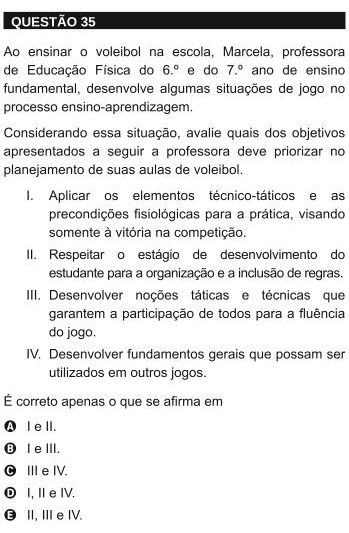 QUESTÃO 35
Ao ensinar o voleibol na escola, Marcela, professora
de Educação Física do 6.º e do 7.º ano de ensino
fundamental, desenvolve algumas situações de jogo no
processo ensino-aprendizagem.
Considerando essa situação, avalie quais dos objetivos
apresentados a seguir a professora deve priorizar no
planejamento de suas aulas de voleibol.
I. Aplicar os elementos técnico-táticos e as
precondições fisiológicas para a prática, visando
somente à vitória na competição.
II. Respeitar o estágio de desenvolvimento do
estudante para a organização e a inclusão de regras.
III. Desenvolver noções táticas e técnicas que
garantem a participação de todos para a fluência
do jogo.
IV. Desenvolver fundamentos gerais que possam ser
utilizados em outros jogos.
É correto apenas o que se afirma em
A I e II.
B I e III.
C III e IV.
D I, II e IV.
E II, III e IV.